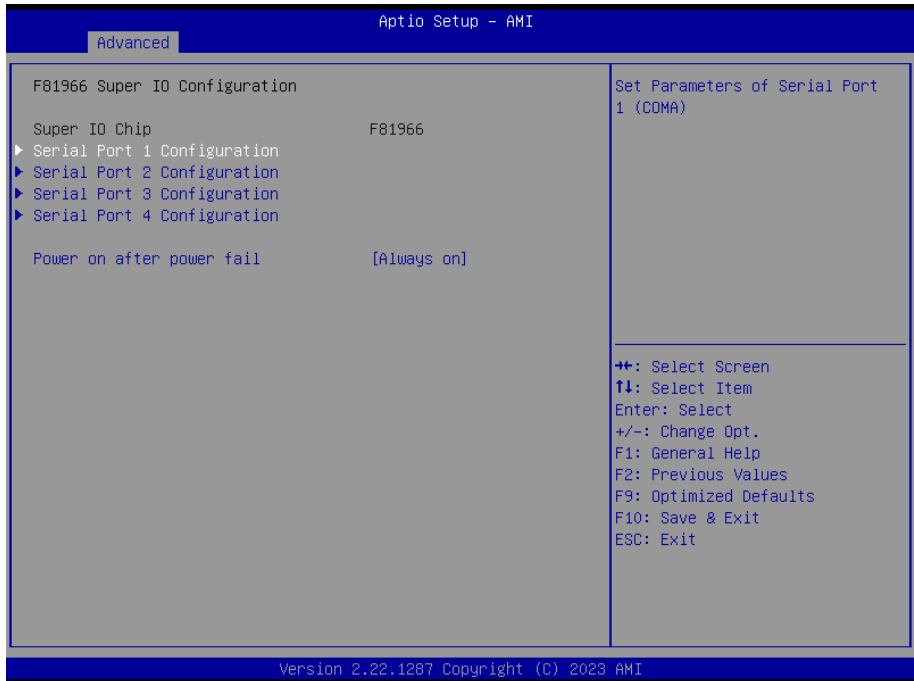 Aptio Setup – AMI
Advanced
F81966 Super IO Configuration
Super IO Chip F81966
Serial Port 1 Configuration
Serial Port 2 Configuration
Serial Port 3 Configuration
Serial Port 4 Configuration
Power on after power fail [Always on]
Set Parameters of Serial Port
1 (COMA)
→←: Select Screen
↑↓: Select Item
Enter: Select
+/-: Change Opt.
F1: General Help
F2: Previous Values
F9: Optimized Defaults
F10: Save & Exit
ESC: Exit
Version 2.22.1287 Copyright (C) 2023 AMI